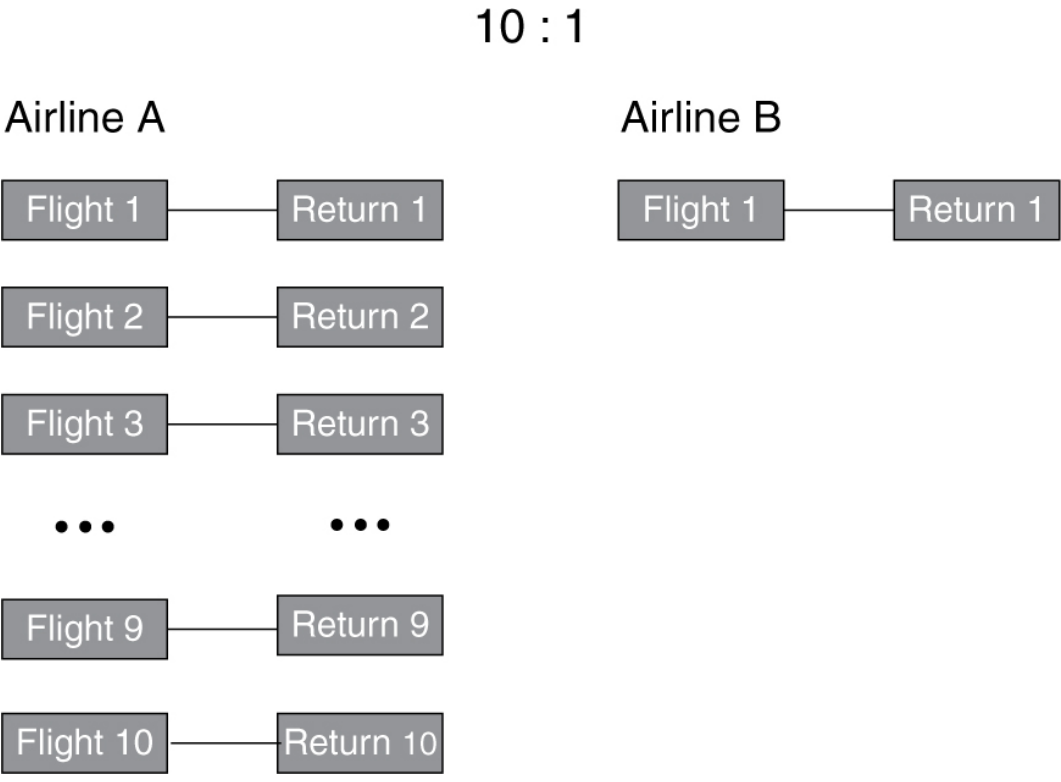 10 : 1
Airline A
Airline B
Flight 1
Return 1
Flight 1
Return 1
Flight 2
Return 2
Flight 3
Return 3
•••
•••
Flight 9
Return 9
Flight 10
Return 10